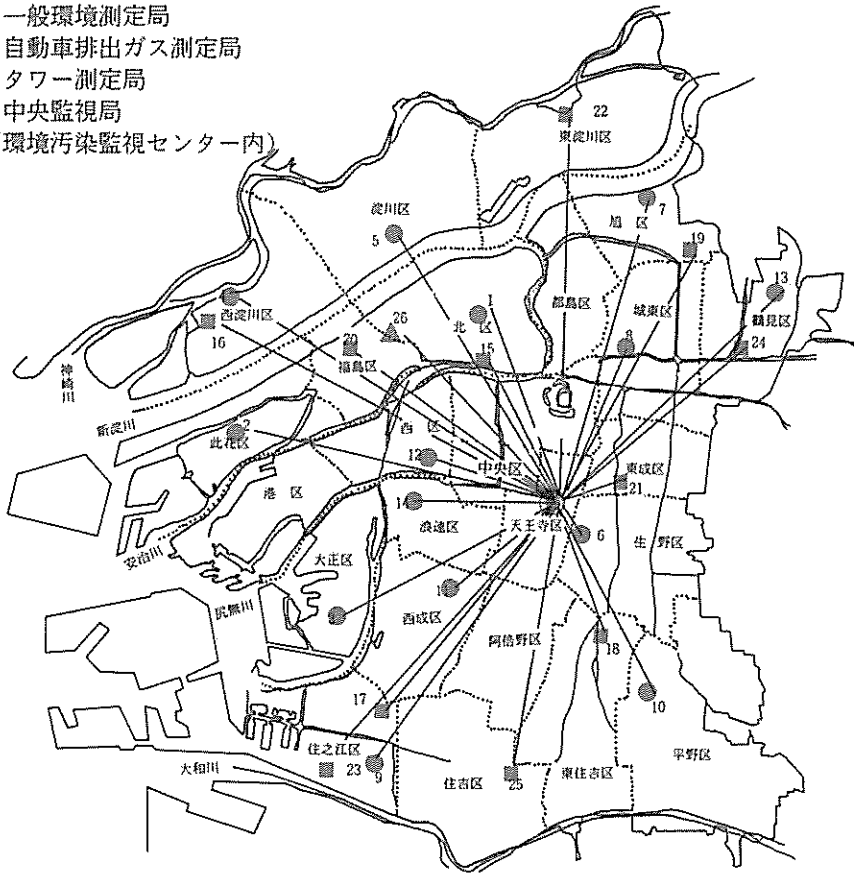 一般環境測定局
自動車排出ガス測定局
タワー測定局
中央監視局
環境汚染監視センター内)
22
東淀川区
淀川区
5
7
旭区
19
13
鶴見区
24
都島区
城東区
8
1
北区
15
26
20
福島区
西淀川区
16
神崎川
新淀川
2
此花区
西区
12
中央区
東成区
21
港区
14
浪速区
天王寺区
6
生野区
安治川
大正区
尻無川
1
西成区
阿倍野区
18
10
17
住之江区
23
9
大和川
住吉区
25
東住吉区
平野区